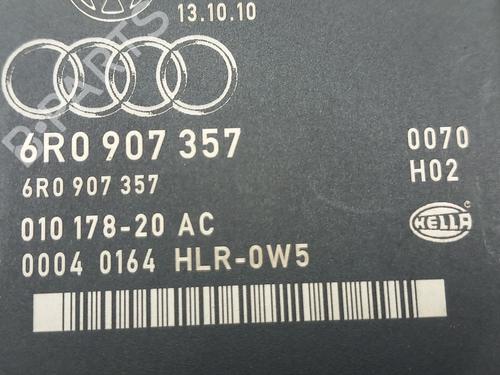 13.10.10
B-PARTS
6R0 907 357 0070
6R0 907 357 H02
010 178-20 AC
HELLA
0004 0164 HLR-0W5